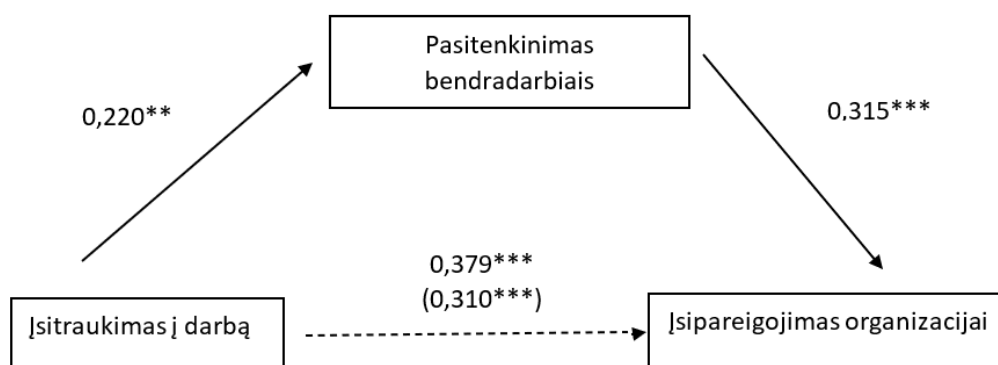 Pasitenkinimas
bendradarbiais
0,220**
0,315***
0,379***
(0,310***)
Įsitraukimas į darbą
Įsipareigojimas organizacijai